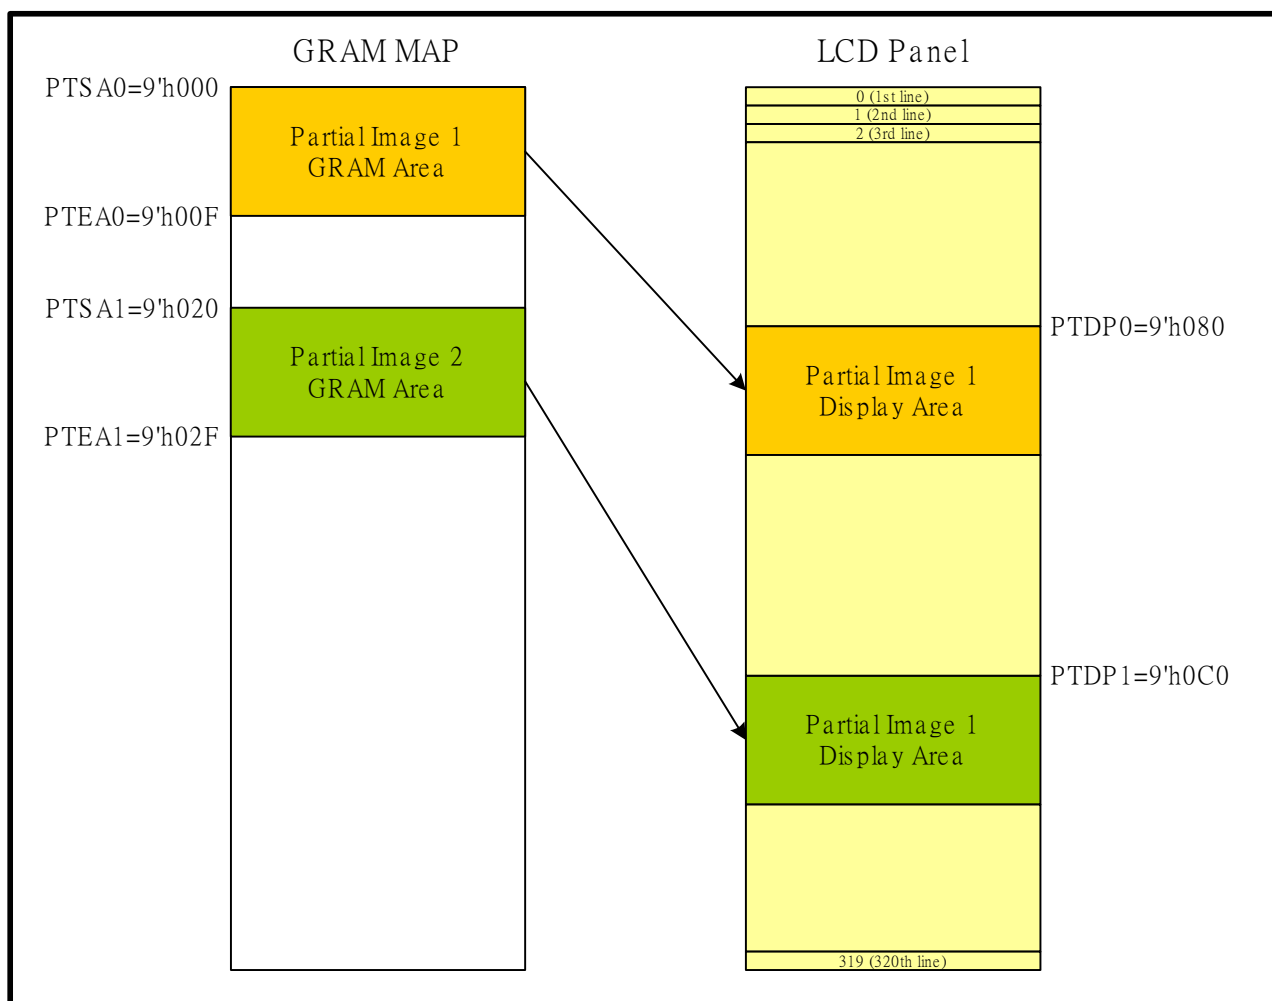 GRAM MAP
PTSA0=9'h000
Partial Image 1
GRAM Area
PTEA0=9'h00F
PTSA1=9'h020
Partial Image 2
GRAM Area
PTEA1=9'h02F
LCD Panel
0 (1st line)
1 (2nd line)
2 (3rd line)
PTDP0=9'h080
Partial Image 1
Display Area
PTDP1=9'h0C0
Partial Image 1
Display Area
319 (320th line)